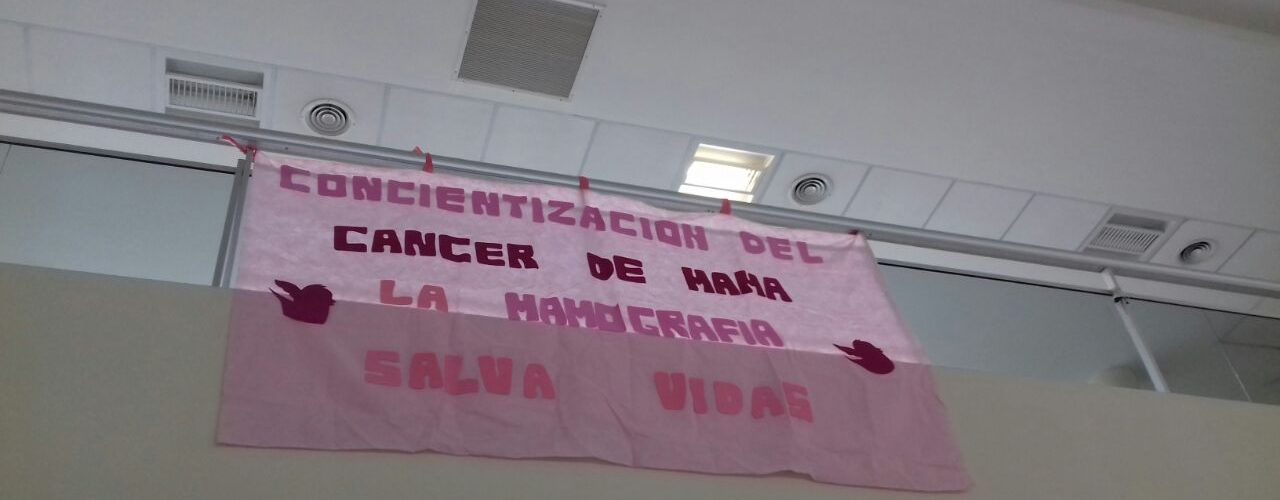 CONCIENTIZACION DEL
CANCER DE MAMA
LA MAMOGRAFIA
SALVA VIDAS